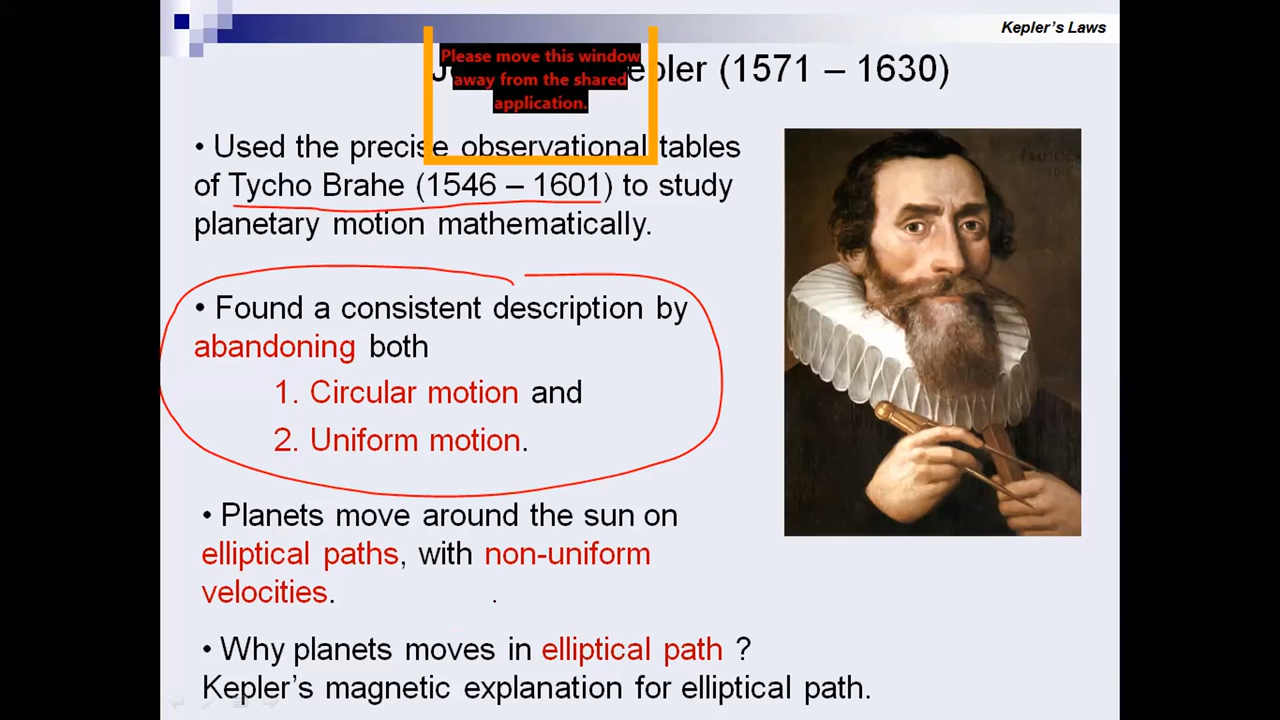 Kepler's Laws
Please move this window
away from the shared
application.
epler (1571 – 1630)
• Used the precise observational tables
of Tycho Brahe (1546 – 1601) to study
planetary motion mathematically.
• Found a consistent description by
abandoning both
1. Circular motion and
2. Uniform motion.
• Planets move around the sun on
elliptical paths, with non-uniform
velocities.
• Why planets moves in elliptical path ?
Kepler's magnetic explanation for elliptical path.